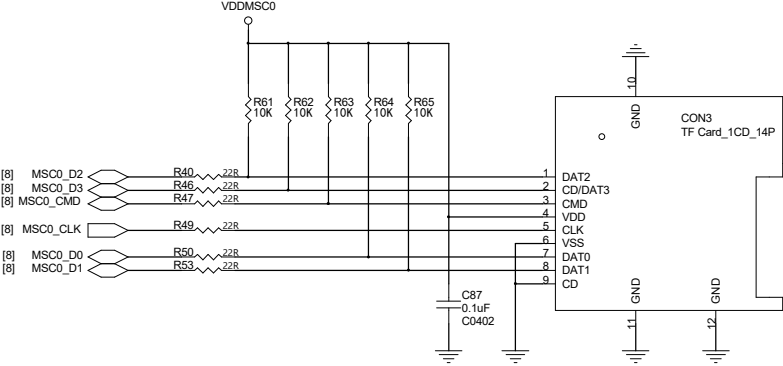 VDDMSC0
R61 R62 R63 R64 R65
10K 10K 10K 10K 10K
10
GND
CON3
TF Card_1CD_14P
[8] MSC0_D2 R40 22R 1 DAT2
[8] MSC0_D3 R46 22R 2 CD/DAT3
[8] MSC0_CMD R47 22R 3 CMD
4 VDD
[8] MSC0_CLK R49 22R 5 CLK
6 VSS
[8] MSC0_D0 R50 22R 7 DAT0
[8] MSC0_D1 R53 22R 8 DAT1
9 CD
C87
0.1uF
C0402
GND GND
11 12